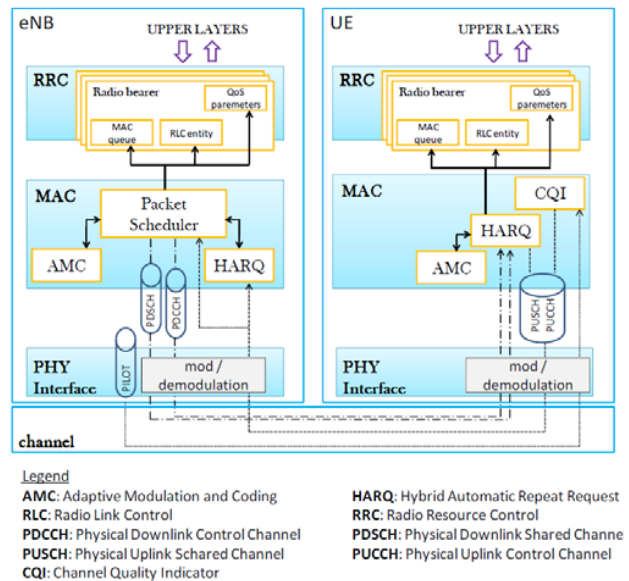 eNB
UPPER LAYERS
RRC
Radio bearer
QoS
paremeters
MAC
queue
RLC entity
MAC
Packet
Scheduler
AMC
HARQ
PDSCH
PDCCH
PILOT
PHY
Interface
mod /
demodulation
UE
UPPER LAYERS
RRC
Radio bearer
QoS
paremeters
MAC
queue
RLC entity
MAC
CQI
HARQ
AMC
PUSCH
PUCCH
PHY
Interface
mod /
demodulation
channel
Legend
AMC: Adaptive Modulation and Coding
RLC: Radio Link Control
PDCCH: Physical Downlink Control Channel
PUSCH: Physical Uplink Schared Channel
CQI: Channel Quality Indicator
HARQ: Hybrid Automatic Repeat Request
RRC: Radio Resource Control
PDSCH: Physical Downlink Shared Channe
PUCCH: Physical Uplink Control Channel